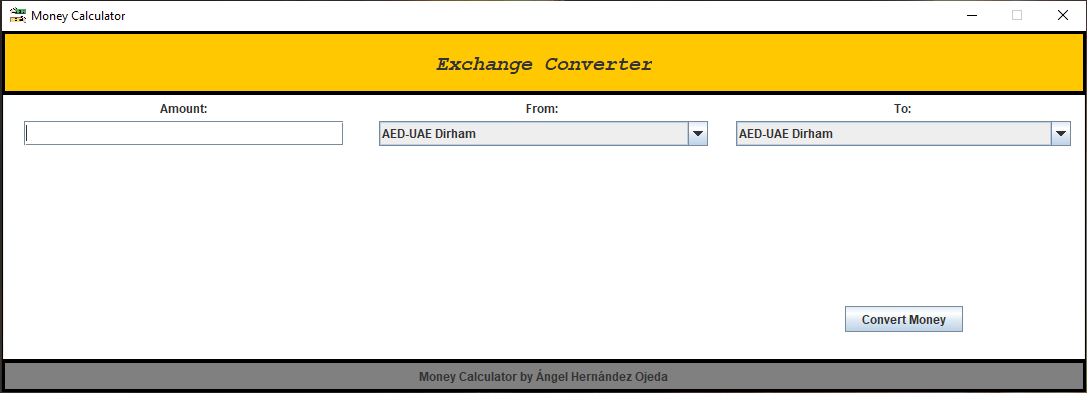 Money Calculator
Exchange Converter
Amount: From: To:
AED-UAE Dirham AED-UAE Dirham
Convert Money
Money Calculator by Ángel Hernández Ojeda